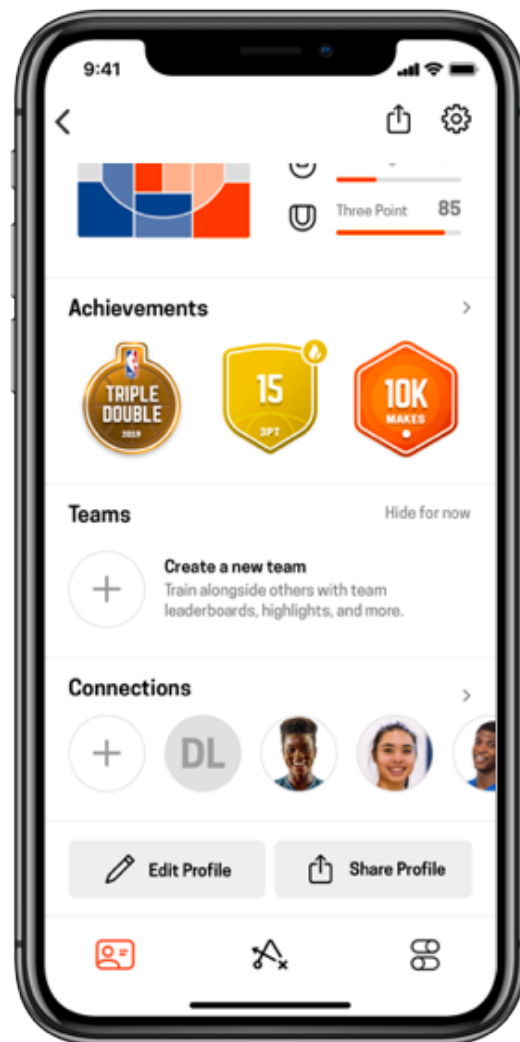 9:41
Three Point 85
Achievements
TRIPLE
DOUBLE
2019
15
3PT
10K
MAKES
Teams
Hide for now
Create a new team
Train alongside others with team
leaderboards, highlights, and more.
Connections
DL
Edit Profile
Share Profile